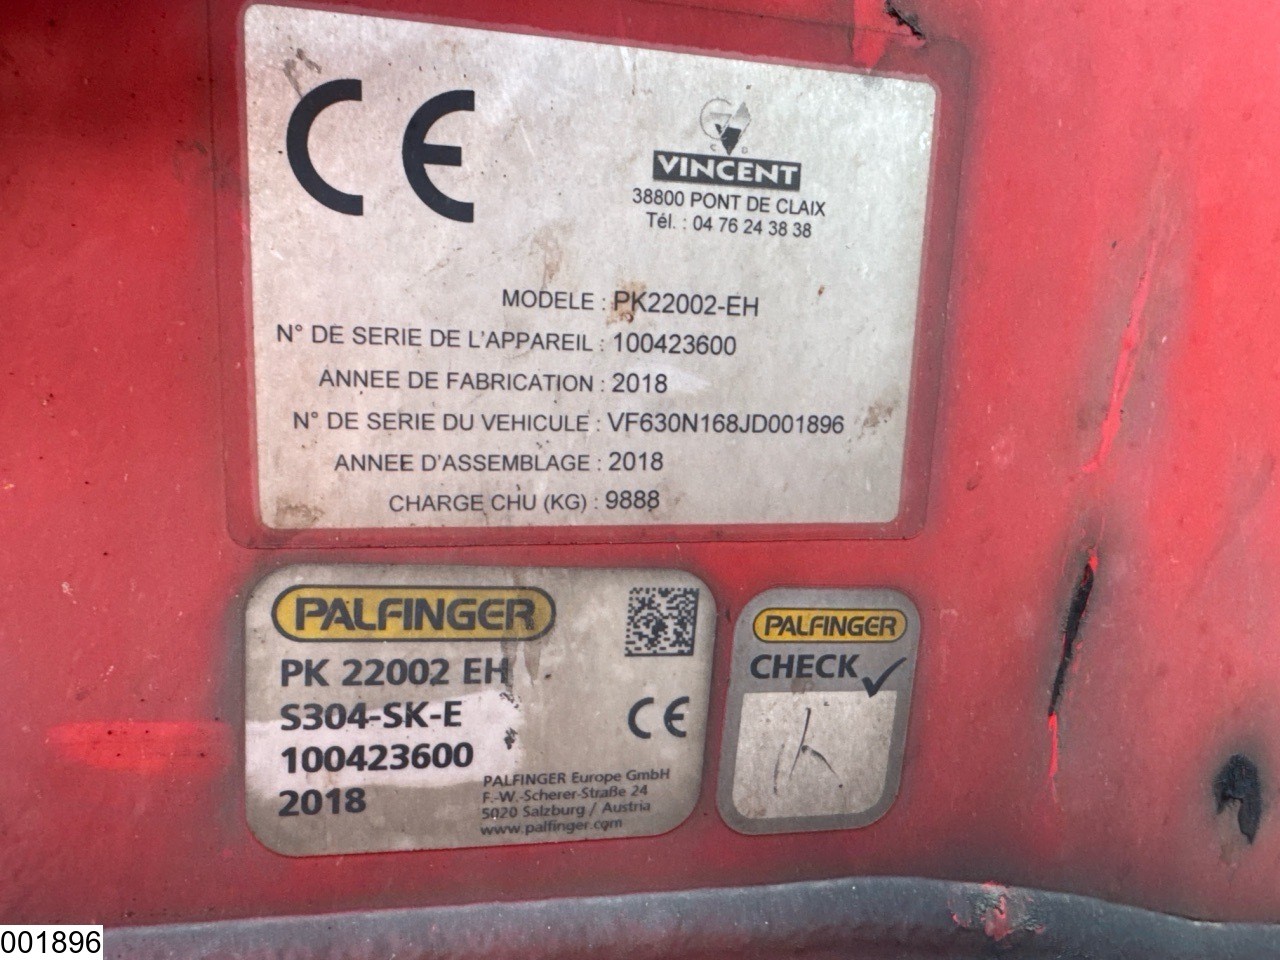 CE
C D
VINCENT
38800 PONT DE CLAIX
Tél. : 04 76 24 38 38
MODELE : PK22002-EH
N° DE SERIE DE L'APPAREIL : 100423600
ANNEE DE FABRICATION : 2018
N° DE SERIE DU VEHICULE : VF630N168JD001896
ANNEE D'ASSEMBLAGE : 2018
CHARGE CHU (KG) : 9888
PALFINGER
PK 22002 EH
S304-SK-E
100423600
2018
CE
PALFINGER Europe GmbH
F.-W.-Scherer-Straße 24
5020 Salzburg / Austria
www.palfinger.com
PALFINGER
CHECK
001896